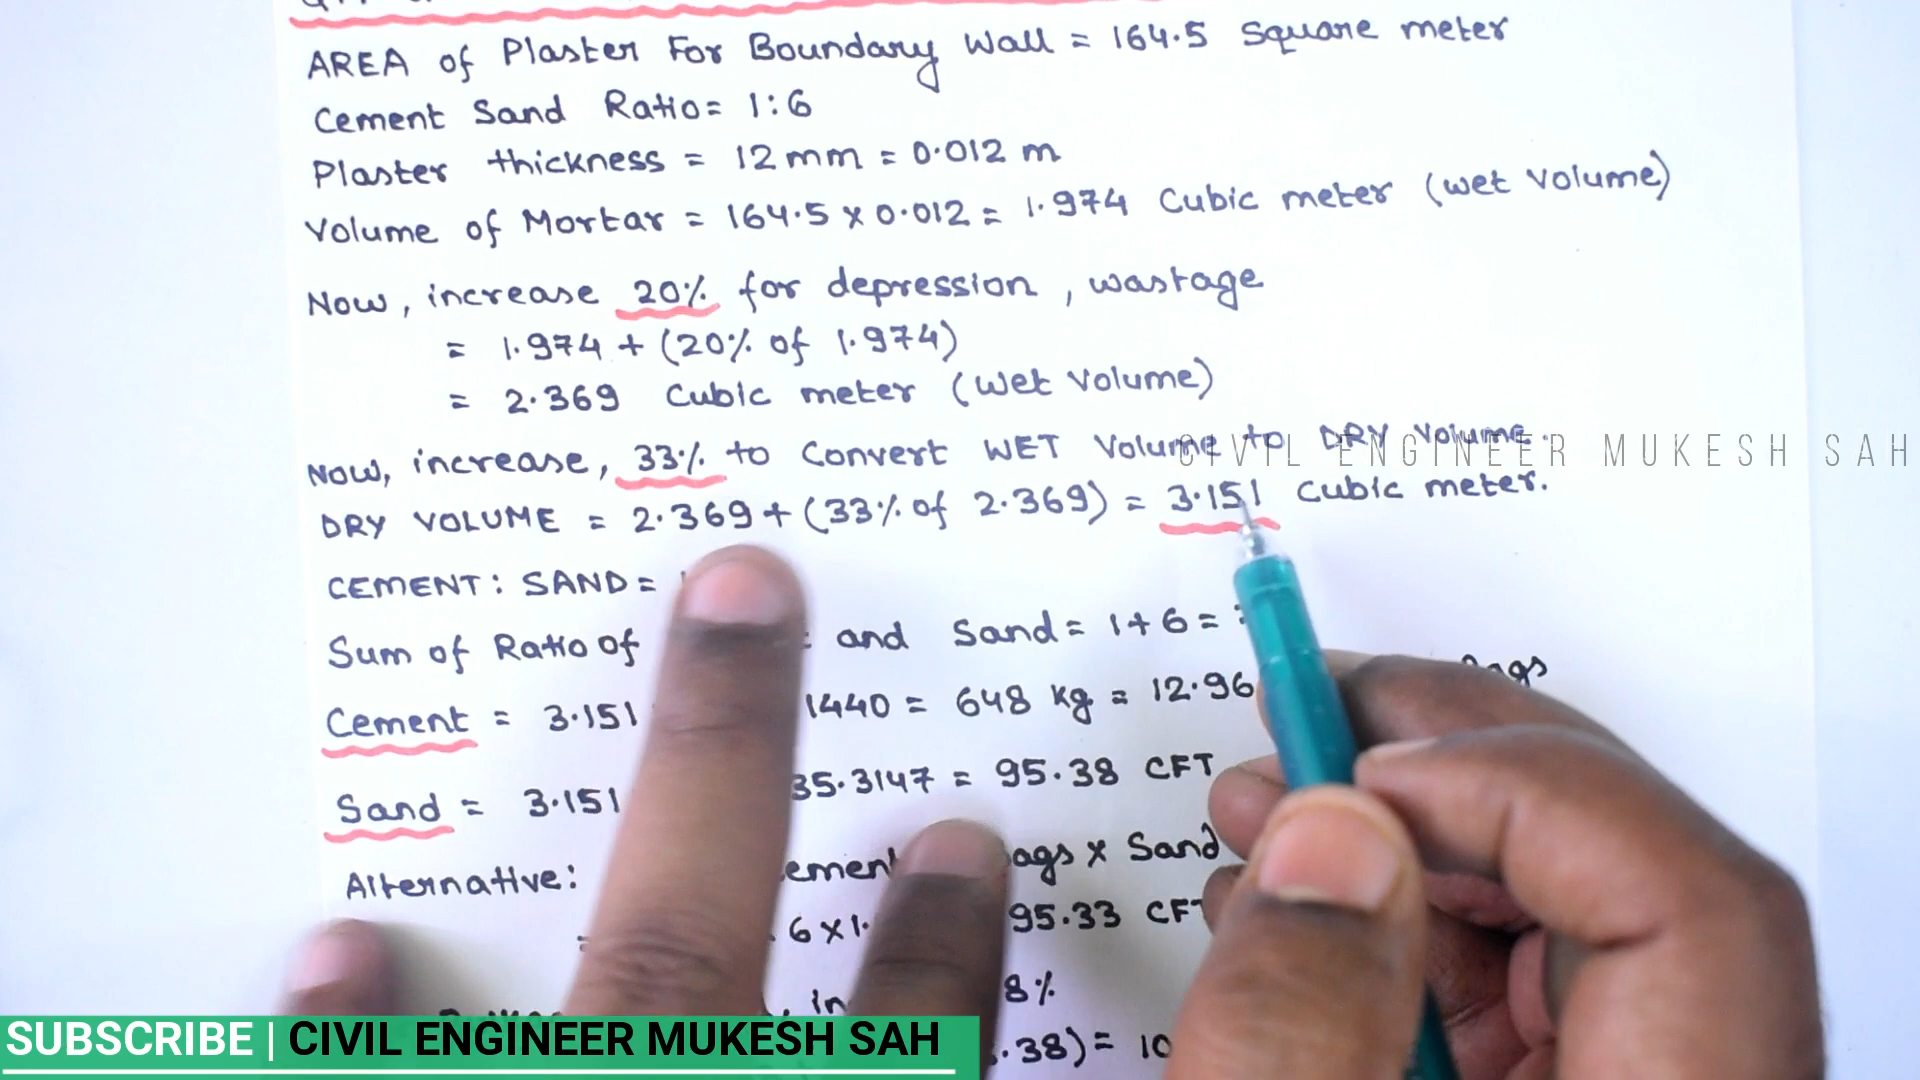 AREA of Plaster For Boundary Wall = 164.5 Square meter
Cement Sand Ratio= 1:6
Plaster thickness = 12 mm = 0.012 m
Volume of Mortar = 164.5 x 0.012 = 1.974 Cubic meter (wet Volume)
Now, increase 20% for depression, wastage
= 1.974 + (20% of 1.974)
= 2.369 Cubic meter (wet Volume)
Now, increase, 33% to Convert WET Volume to DRY Volume.
CIVIL ENGINEER MUKESH SAH
DRY VOLUME = 2.369 + (33% of 2.369) = 3.151 Cubic meter.
CEMENT: SAND =
Sum of Ratio of and Sand = 1+6 =
Cement = 3.151 1440 = 648 kg = 12.96
Sand = 3.151 35.3147 = 95.38 CFT
Alternative: x Sand
= 6 x 95.33
8%
.38) =
SUBSCRIBE | CIVIL ENGINEER MUKESH SAH